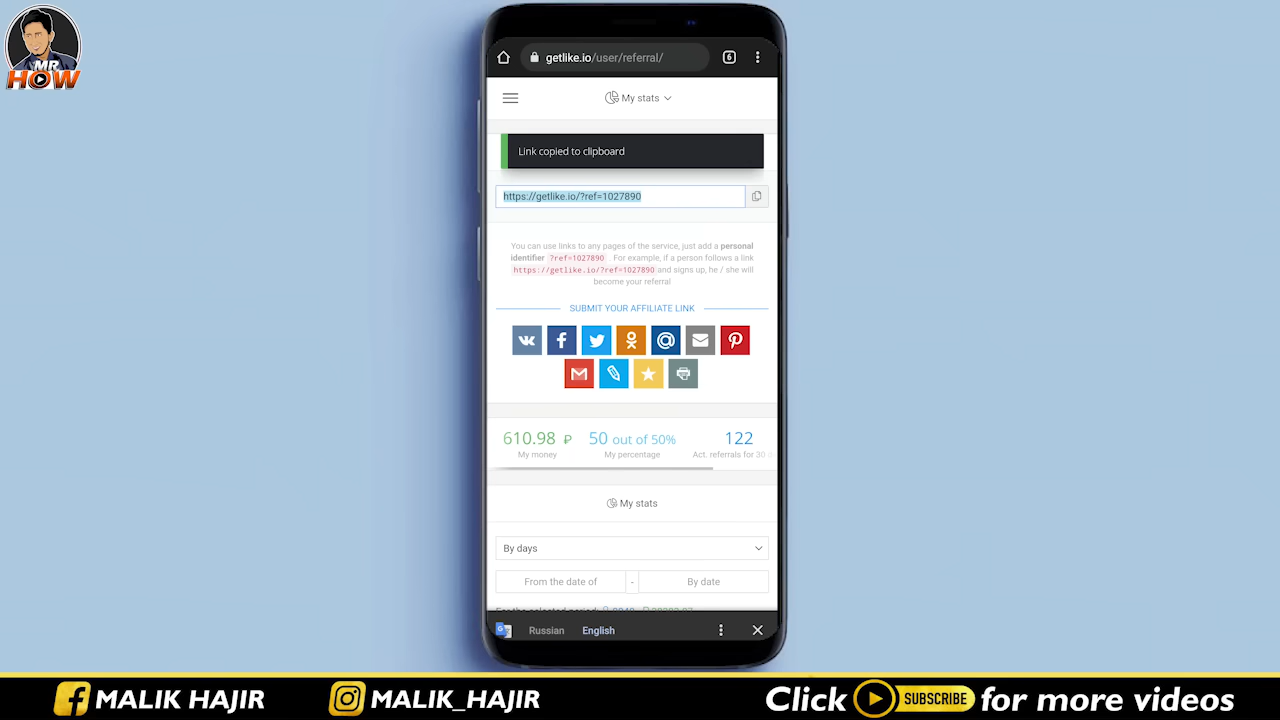 MR
HOW
getlike.io/user/referral/
6
My stats
Link copied to clipboard
https://getlike.io/?ref=1027890
You can use links to any pages of the service, just add a personal
identifier ?ref=1027890 . For example, if a person follows a link
https://getlike.io/?ref=1027890 and signs up, he / she will
become your referral
SUBMIT YOUR AFFILIATE LINK
610.98 ₽
My money
50 out of 50%
My percentage
122
Act. referrals for 30
My stats
By days
From the date of
-
By date
For the selected period:
Russian
English
MALIK HAJIR
MALIK_HAJIR
Click SUBSCRIBE for more videos